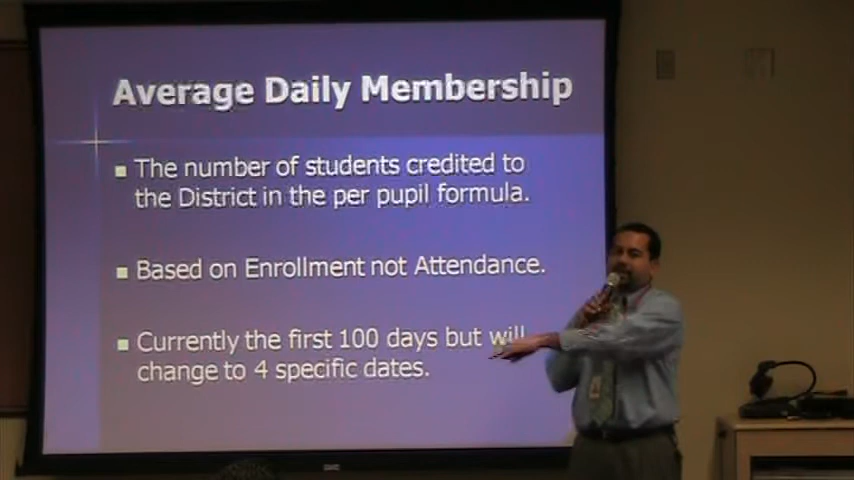 Average Daily Membership
The number of students credited to
the District in the per pupil formula.
Based on Enrollment not Attendance.
Currently the first 100 days but will
change to 4 specific dates.